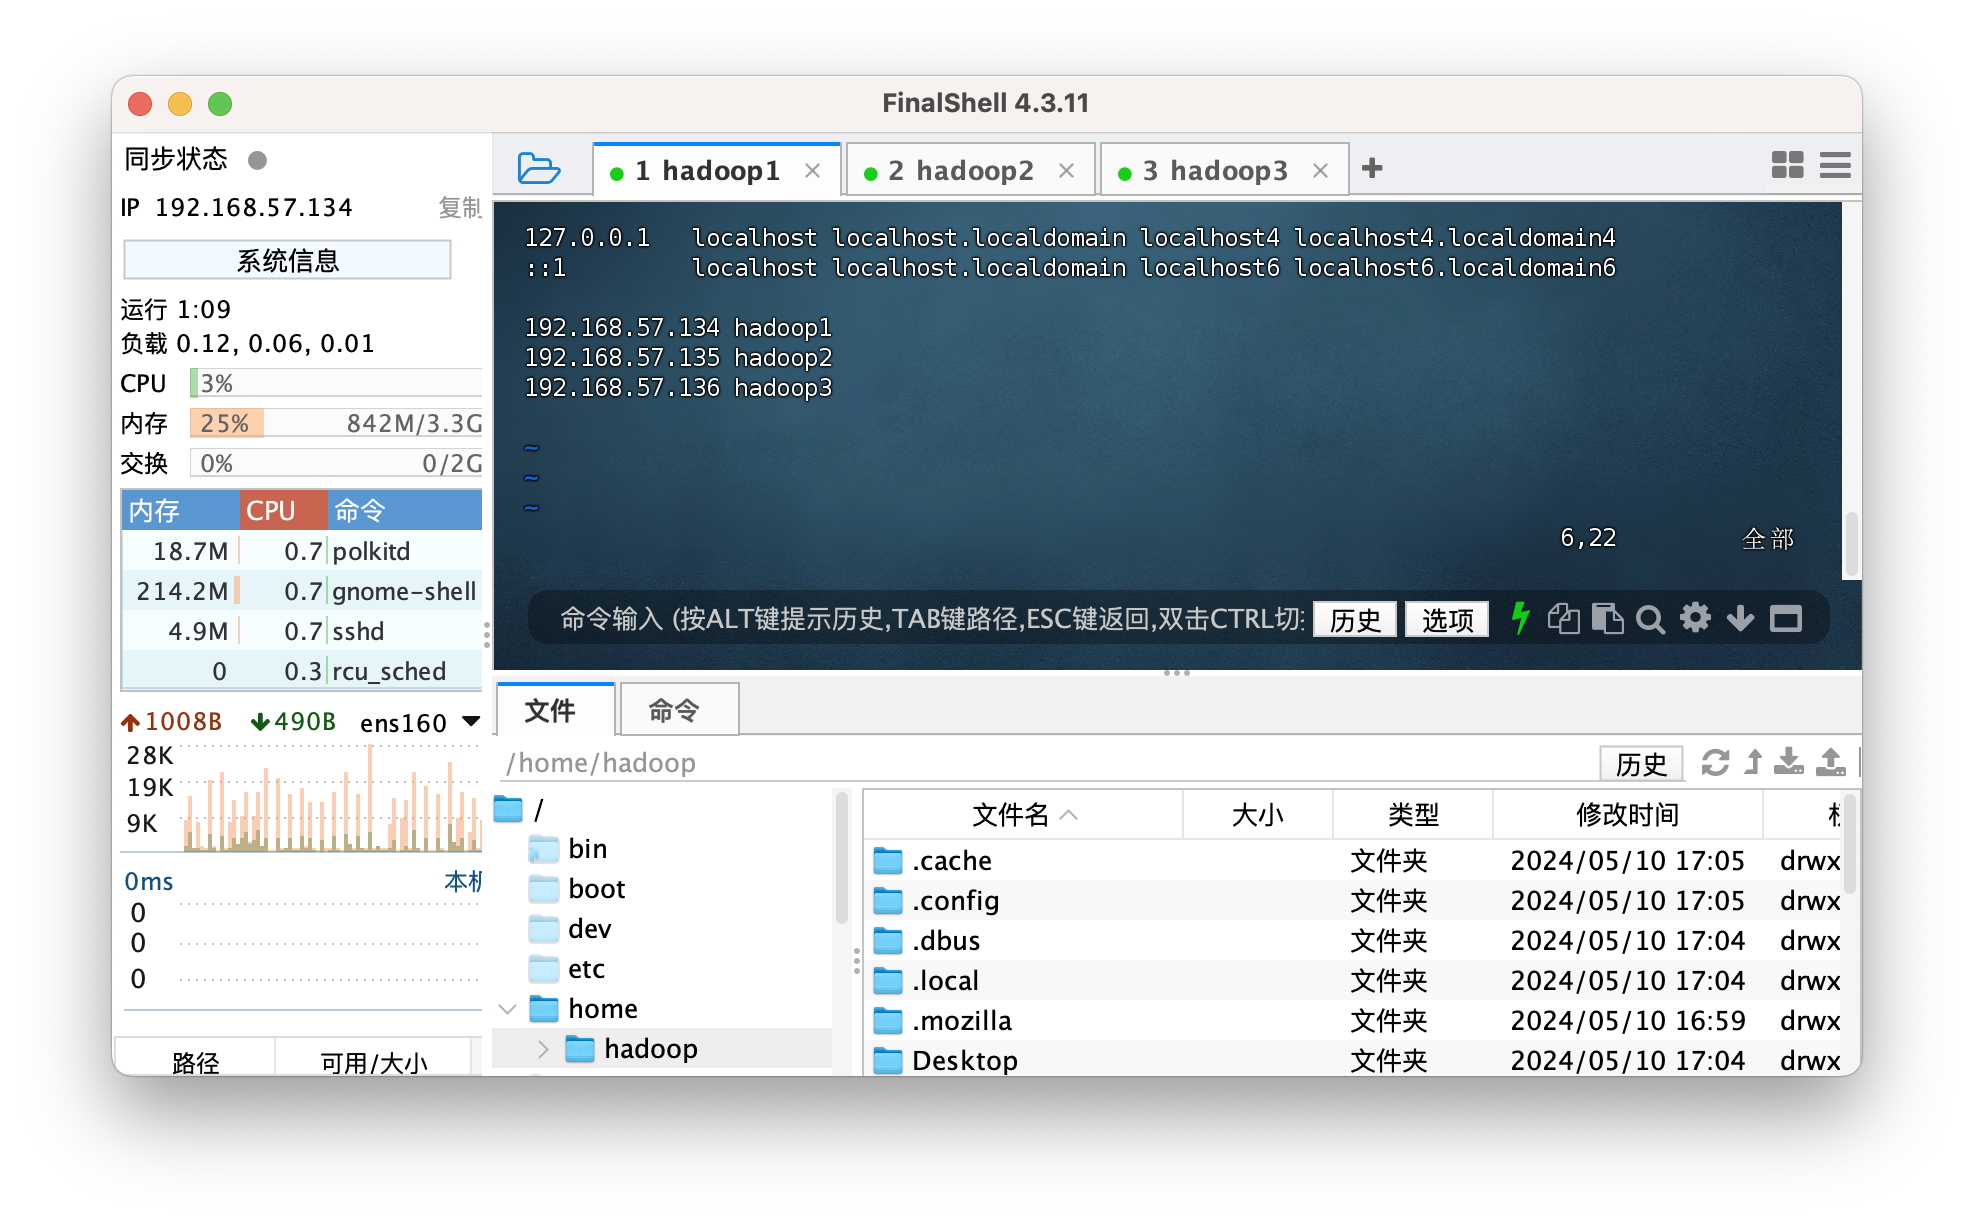 FinalShell 4.3.11
同步状态
IP 192.168.57.134 复制
系统信息
运行 1:09
负载 0.12, 0.06, 0.01
CPU 3%
内存 25% 842M/3.3G
交换 0% 0/2G
内存 CPU 命令
18.7M 0.7 polkitd
214.2M 0.7 gnome-shell
4.9M 0.7 sshd
0 0.3 rcu_sched
1008B 490B ens160
28K
19K
9K
0ms 本机
0
0
0
路径 可用/大小
1 hadoop1 2 hadoop2 3 hadoop3
127.0.0.1 localhost localhost.localdomain localhost4 localhost4.localdomain4
::1 localhost localhost.localdomain localhost6 localhost6.localdomain6
192.168.57.134 hadoop1
192.168.57.135 hadoop2
192.168.57.136 hadoop3
~
~
~
6,22 全部
命令输入 (按ALT键提示历史,TAB键路径,ESC键返回,双击CTRL切 历史 选项
文件 命令
/home/hadoop 历史
/
bin
boot
dev
etc
home
hadoop
文件名 大小 类型 修改时间
.cache 文件夹 2024/05/10 17:05 drwx
.config 文件夹 2024/05/10 17:05 drwx
.dbus 文件夹 2024/05/10 17:04 drwx
.local 文件夹 2024/05/10 17:04 drwx
.mozilla 文件夹 2024/05/10 16:59 drwx
Desktop 文件夹 2024/05/10 17:04 drwx